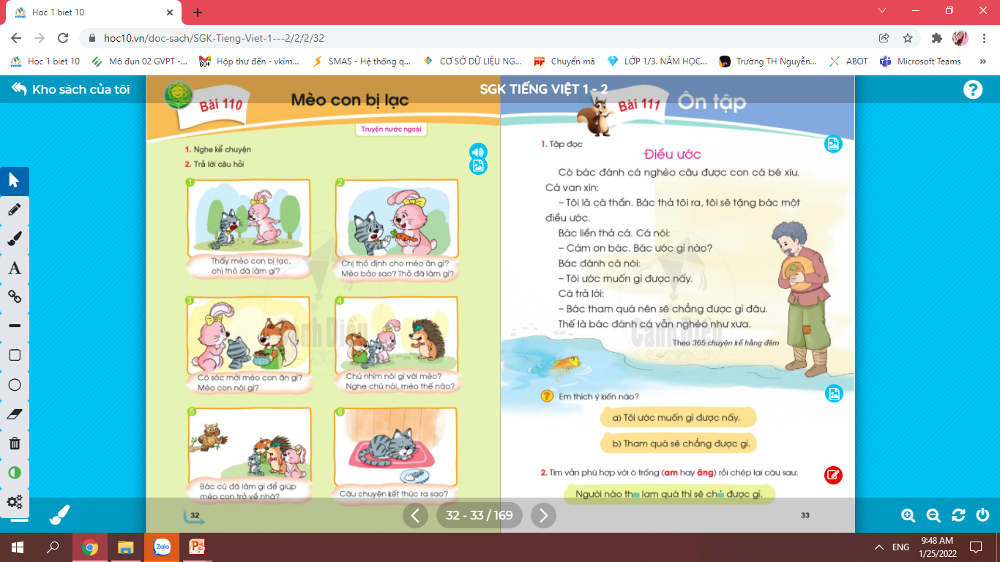 Hoc 1 biet 10
hoc10.vn/doc-sach/SGK-Tieng-Viet-1---2/2/2/32
Hoc 1 biet 10
Mô đun 02 GVPT -...
Hộp thư đến - vkim...
SMAS - Hệ thống q...
CƠ SỞ DỮ LIỆU NG...
Chuyển mã
LỚP 1/3. NĂM HỌC...
Trường TH Nguyễn...
ABOT
Microsoft Teams
»
Kho sách của tôi
SGK TIẾNG VIỆT 1 - 2
?
Bài 110
Mèo con bị lạc
Truyện nước ngoài
1. Nghe kể chuyện
2. Trả lời câu hỏi
1
Thấy mèo con bị lạc,
chị thỏ đã làm gì?
2
Chị thỏ định cho mèo ăn gì?
Mèo bảo sao? Thỏ đã làm gì?
3
Cô sóc mời mèo con ăn gì?
Mèo con nói gì?
4
Chú nhím nói gì với mèo?
Nghe chú nói, mèo thế nào?
5
Bác cú đã làm gì để giúp
mèo con trở về nhà?
6
Câu chuyện kết thúc ra sao?
32
Cánh Diều
Bài 111
Ôn tập
1. Tập đọc
Điều ước
Có bác đánh cá nghèo câu được con cá bé xíu.
Cá van xin:
– Tôi là cá thần. Bác thả tôi ra, tôi sẽ tặng bác một
điều ước.
Bác liền thả cá. Cá nói:
– Cảm ơn bác. Bác ước gì nào?
Bác đánh cá nói:
– Tôi ước muốn gì được nấy.
Cá trả lời:
– Bác tham quá nên sẽ chẳng được gì đâu.
Thế là bác đánh cá vẫn nghèo như xưa.
Theo 365 chuyện kể hằng đêm
Cánh Diều
? Em thích ý kiến nào?
a) Tôi ước muốn gì được nấy.
b) Tham quá sẽ chẳng được gì.
2. Tìm vần phù hợp với ô trống (am hay ăng) rồi chép lại câu sau:
Người nào th lam quá thì sẽ ch được gì.
33
A
32 - 33 / 169
Zalo
ENG
9:48 AM
1/25/2022